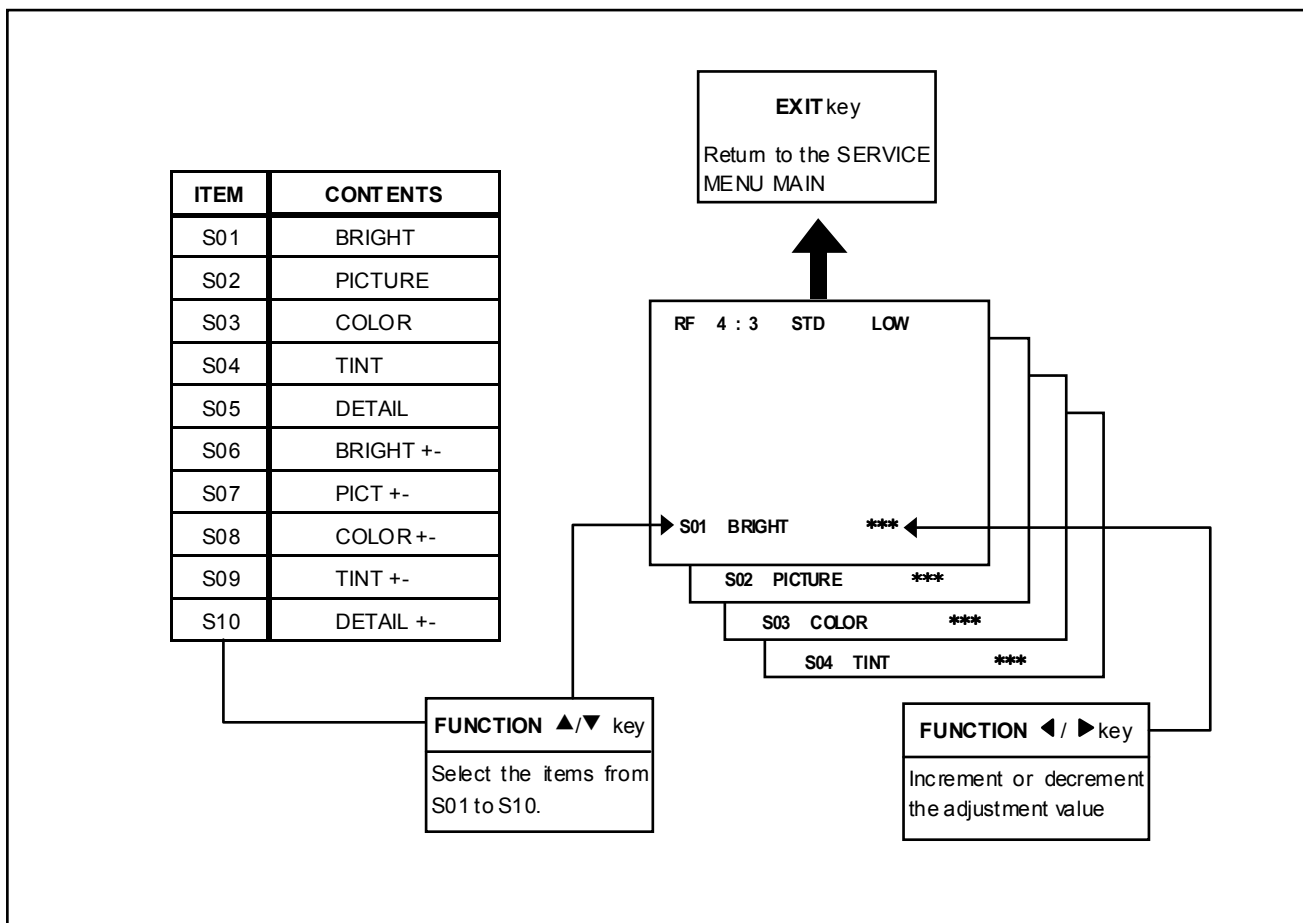 EXIT key
Return to the SERVICE
MENU MAIN
ITEM CONTENTS
S01 BRIGHT
S02 PICTURE
S03 COLOR
S04 TINT
S05 DETAIL
S06 BRIGHT +-
S07 PICT +-
S08 COLOR +-
S09 TINT +-
S10 DETAIL +-
RF 4 : 3 STD LOW
S01 BRIGHT ***
S02 PICTURE ***
S03 COLOR ***
S04 TINT ***
FUNCTION ▲/▼ key
Select the items from
S01 to S10.
FUNCTION ◀ / ▶ key
Increment or decrement
the adjustment value